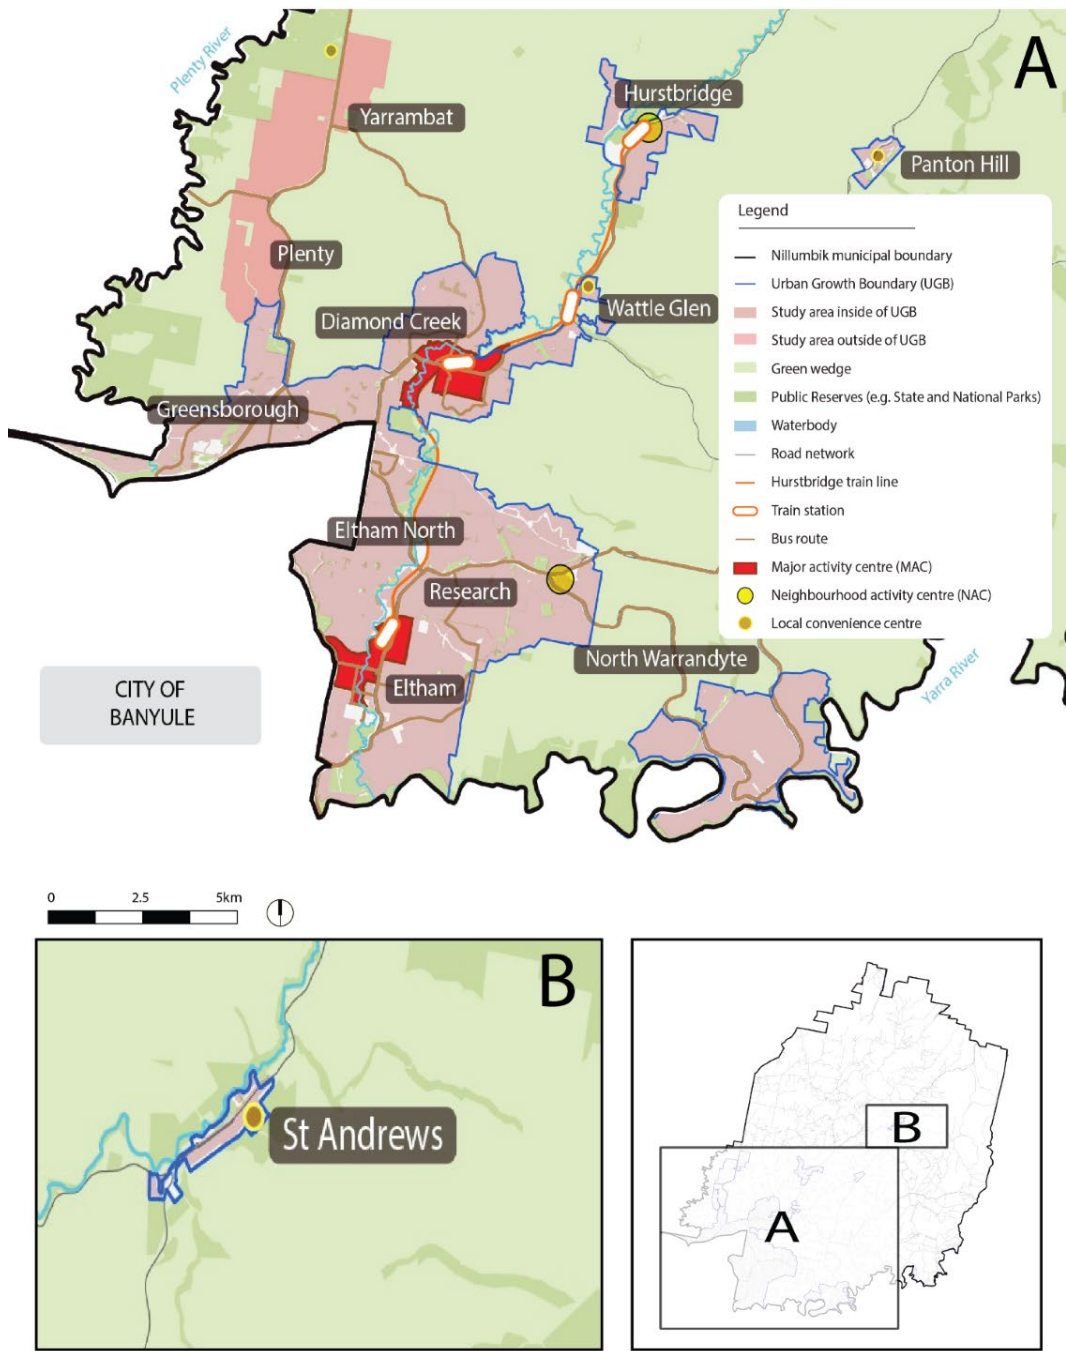 A
Plenty River
Hurstbridge
Yarrambat
Panton Hill
Legend
Nillumbik municipal boundary
Urban Growth Boundary (UGB)
Study area inside of UGB
Study area outside of UGB
Green wedge
Public Reserves (e.g. State and National Parks)
Waterbody
Road network
Hurstbridge train line
Train station
Bus route
Major activity centre (MAC)
Neighbourhood activity centre (NAC)
Local convenience centre
Plenty
Wattle Glen
Diamond Creek
Greensborough
Eltham North
Research
North Warrandyte
Eltham
Yarra River
CITY OF
BANYULE
0 2.5 5km
B
St Andrews
B
A